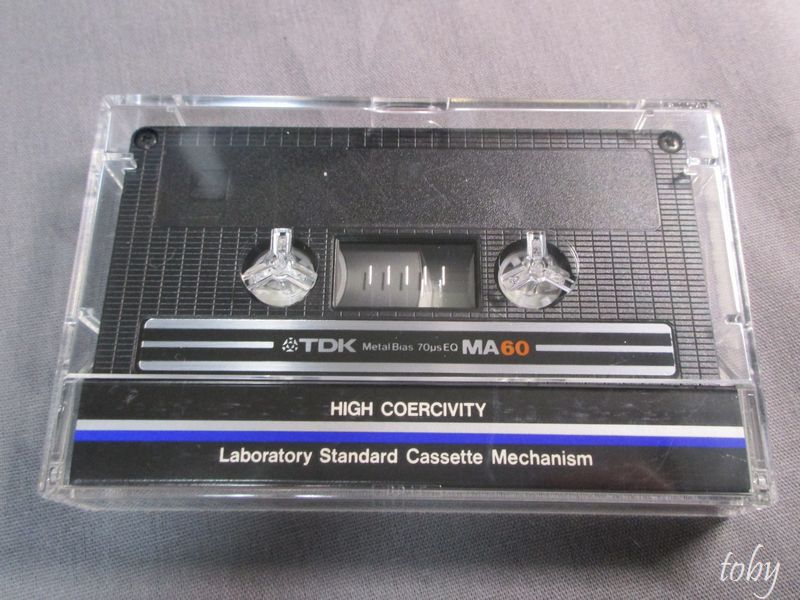 TDK Metal Bias 70µs EQ MA60
HIGH COERCIVITY
Laboratory Standard Cassette Mechanism
toby